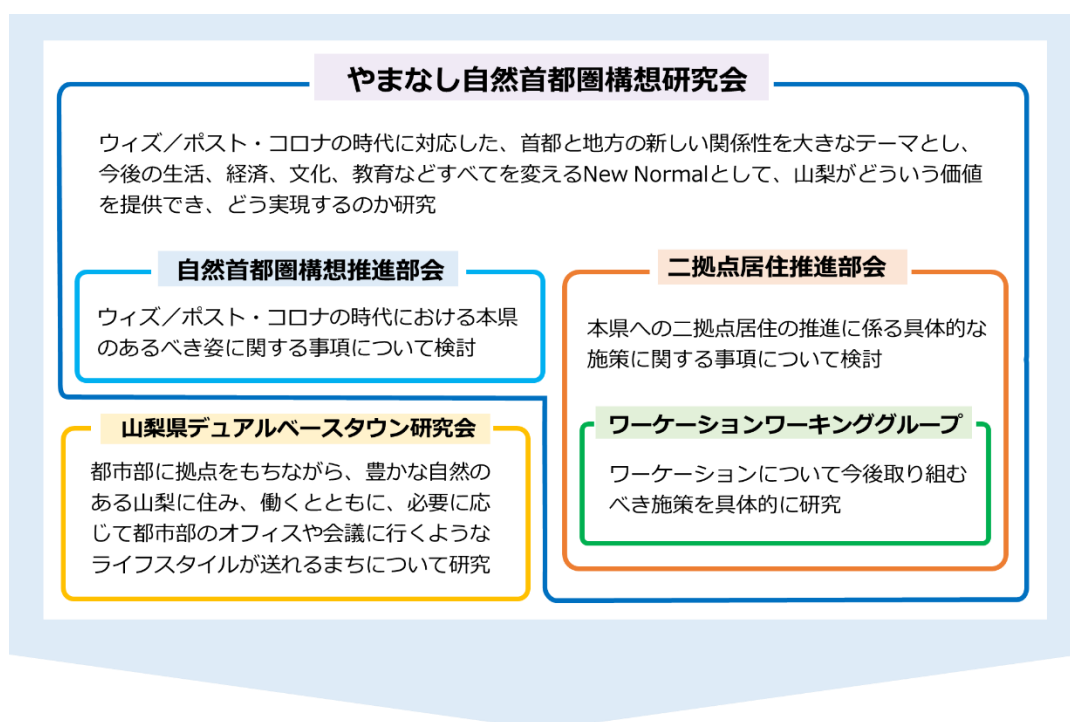 やまなし自然首都圏構想研究会
ウィズ／ポスト・コロナの時代に対応した、首都と地方の新しい関係性を大きなテーマとし、
今後の生活、経済、文化、教育などすべてを変えるNew Normalとして、山梨がどういう価値
を提供でき、どう実現するのか研究
自然首都圏構想推進部会
ウィズ／ポスト・コロナの時代における本県
のあるべき姿に関する事項について検討
二拠点居住推進部会
本県への二拠点居住の推進に係る具体的な
施策に関する事項について検討
山梨県デュアルベースタウン研究会
都市部に拠点をもちながら、豊かな自然の
ある山梨に住み、働くとともに、必要に応
じて都市部のオフィスや会議に行くような
ライフスタイルが送れるまちについて研究
ワーケーションワーキンググループ
ワーケーションについて今後取り組む
べき施策を具体的に研究